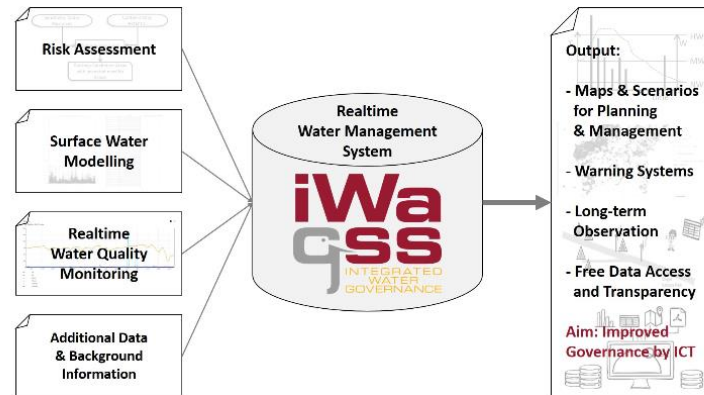 Risk Assessment
Surface Water
Modelling
Realtime
Water Quality
Monitoring
Additional Data
& Background
Information
Realtime
Water Management
System
iWa
gss
INTEGRATED
WATER
GOVERNANCE
Output:
- Maps & Scenarios
for Planning
& Management
- Warning Systems
- Long-term
Observation
- Free Data Access
and Transparency
Aim: Improved
Governance by ICT